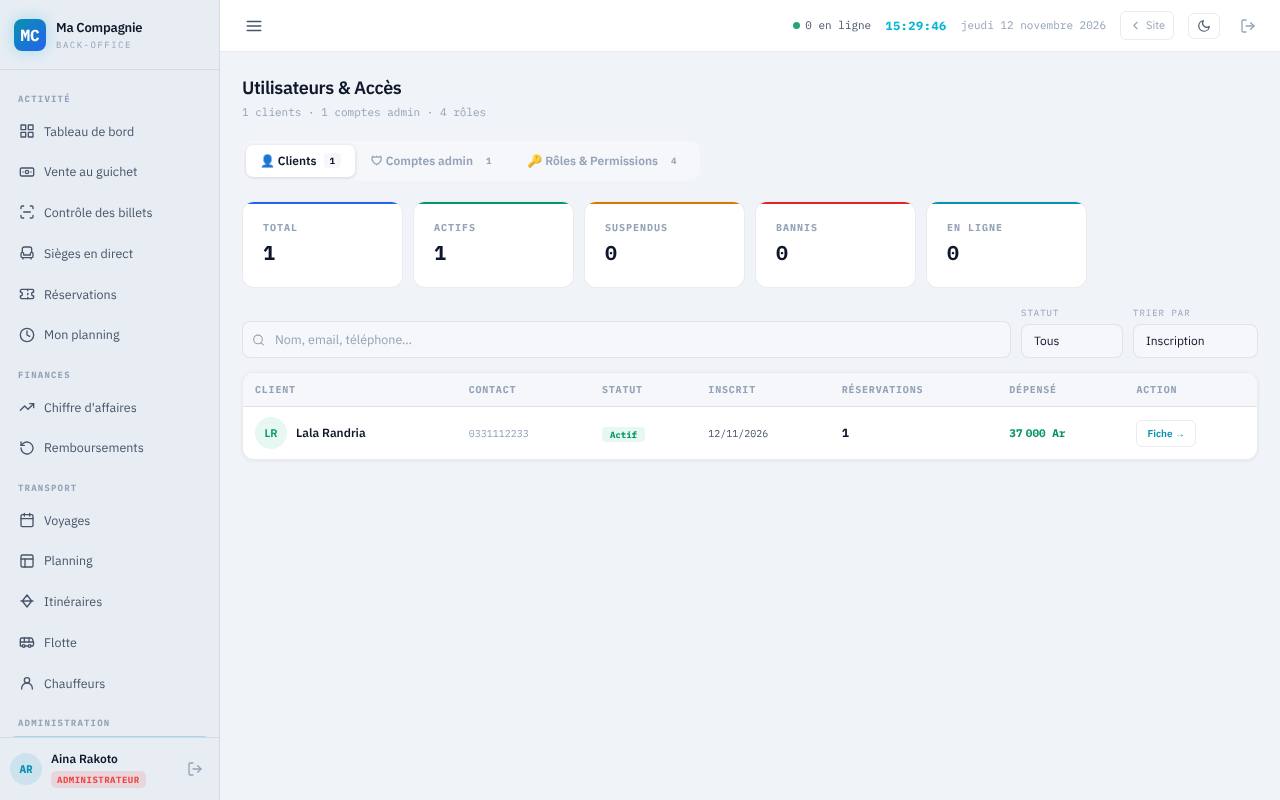 MC
Ma Compagnie
BACK-OFFICE
ACTIVITÉ
Tableau de bord
Vente au guichet
Contrôle des billets
Sièges en direct
Réservations
Mon planning
FINANCES
Chiffre d'affaires
Remboursements
TRANSPORT
Voyages
Planning
Itinéraires
Flotte
Chauffeurs
ADMINISTRATION
AR
Aina Rakoto
ADMINISTRATEUR
0 en ligne 15:29:46 jeudi 12 novembre 2026 Site
Utilisateurs & Accès
1 clients · 1 comptes admin · 4 rôles
Clients 1 Comptes admin 1 Rôles & Permissions 4
TOTAL ACTIFS SUSPENDUS BANNIS EN LIGNE
1 1 0 0 0
STATUT TRIER PAR
Nom, email, téléphone... Tous Inscription
CLIENT CONTACT STATUT INSCRIT RÉSERVATIONS DÉPENSÉ ACTION
LR Lala Randria 0331112233 Actif 12/11/2026 1 37 000 Ar Fiche →